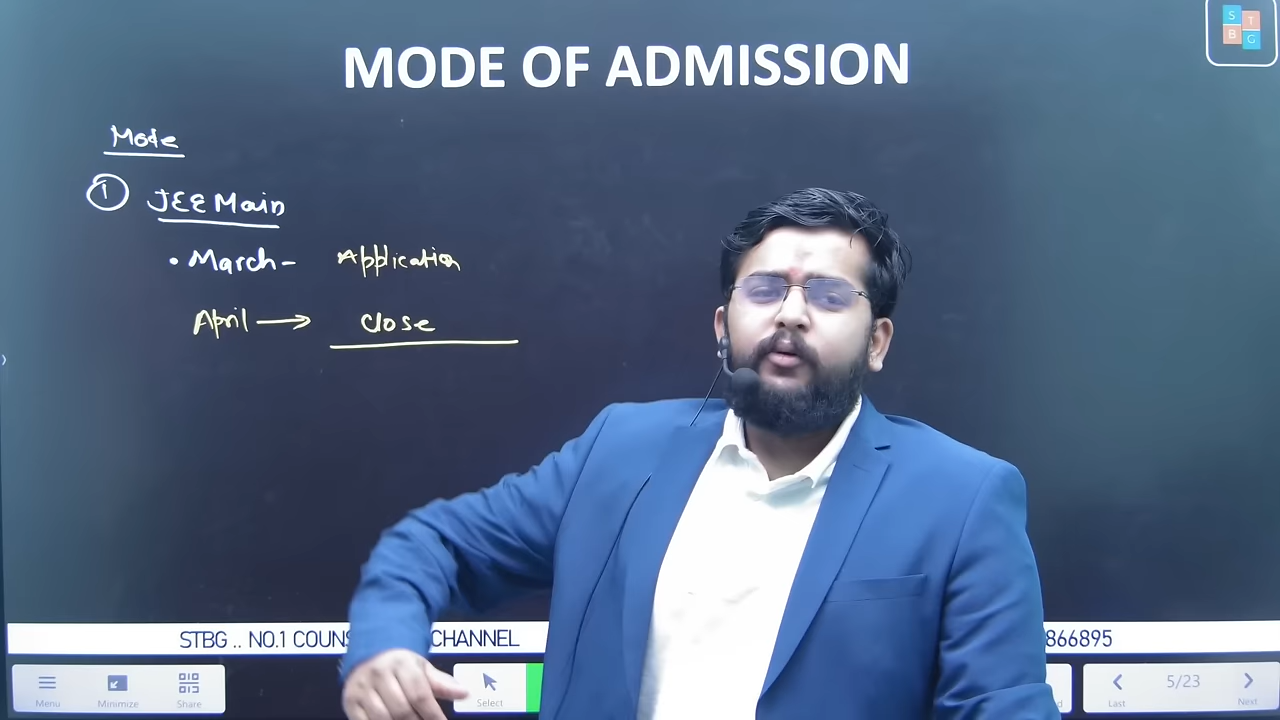 S T
B G
MODE OF ADMISSION
Mode
① JEE Main
• March - Application
April → close
STBG .. NO.1 COUNS CHANNEL 866895
Menu Minimize Share Select Last 5/23 Next